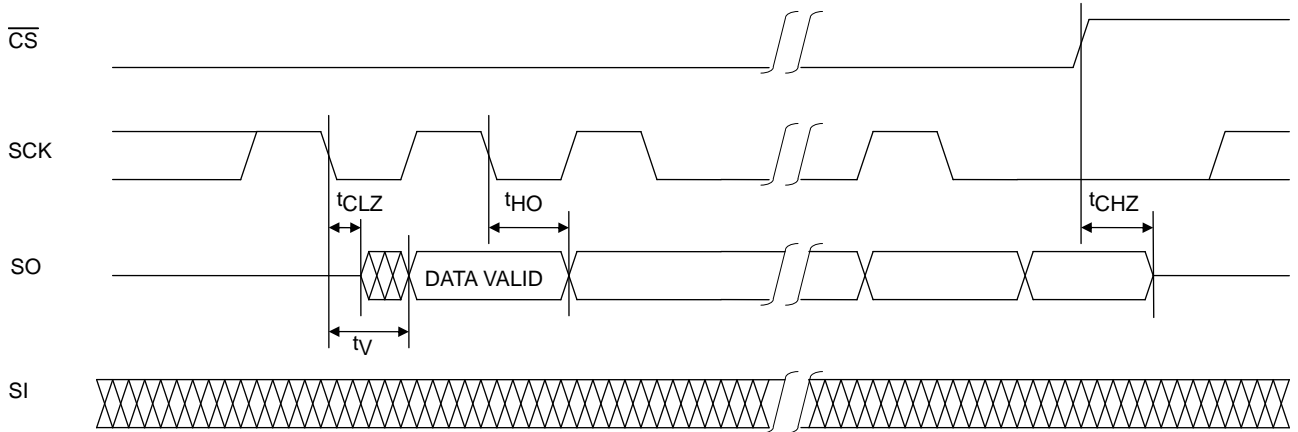 CS
SCK
tCLZ
tHO
tCHZ
SO
DATA VALID
tV
SI